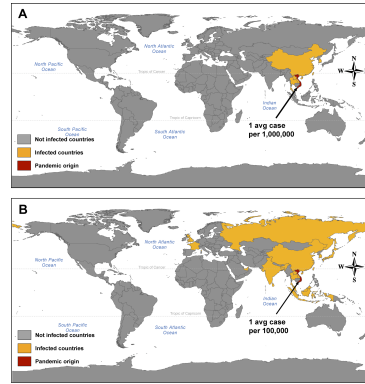 A
North Atlantic
Ocean
North Pacific
Ocean
N
W
E
S
Tropic of Cancer
Indian
Ocean
Tropic of Capricorn
South Pacific
Ocean
South Atlantic
Ocean
1 avg case
per 1,000,000
Not infected countries
Infected countries
Pandemic origin
B
North Atlantic
Ocean
North Pacific
Ocean
N
W
E
S
Indian
Ocean
Tropic of Capricorn
South Pacific
Ocean
South Atlantic
Ocean
1 avg case
per 100,000
Not infected countries
Infected countries
Pandemic origin